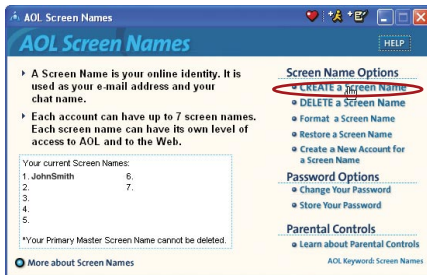 AOL Screen Names
AOL Screen Names
HELP
A Screen Name is your online identity. It is
used as your e-mail address and your
chat name.
Each account can have up to 7 screen names.
Each screen name can have its own level of
access to AOL and to the Web.
Your current Screen Names:
1. JohnSmith 6.
2. 7.
3.
4.
5.
*Your Primary Master Screen Name cannot be deleted.
More about Screen Names
Screen Name Options
CREATE a Screen Name
DELETE a Screen Name
Format a Screen Name
Restore a Screen Name
Create a New Account for
a Screen Name
Password Options
Change Your Password
Store Your Password
Parental Controls
Learn about Parental Controls
AOL Keyword: Screen Names